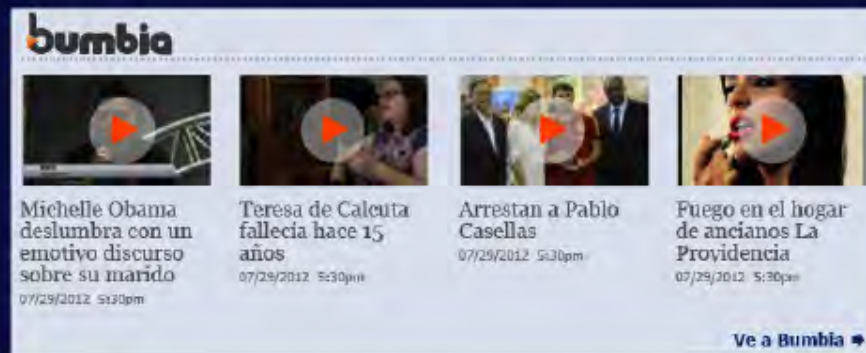 bumbia
Michelle Obama
deslumbra con un
emotivo discurso
sobre su marido
07/29/2012 5:30pm
Teresa de Calcuta
fallecia hace 15
años
07/29/2012 5:30pm
Arrestan a Pablo
Casellas
07/29/2012 5:30pm
Fuego en el hogar
de ancianos La
Providencia
07/29/2012 5:30pm
Ve a Bumbia